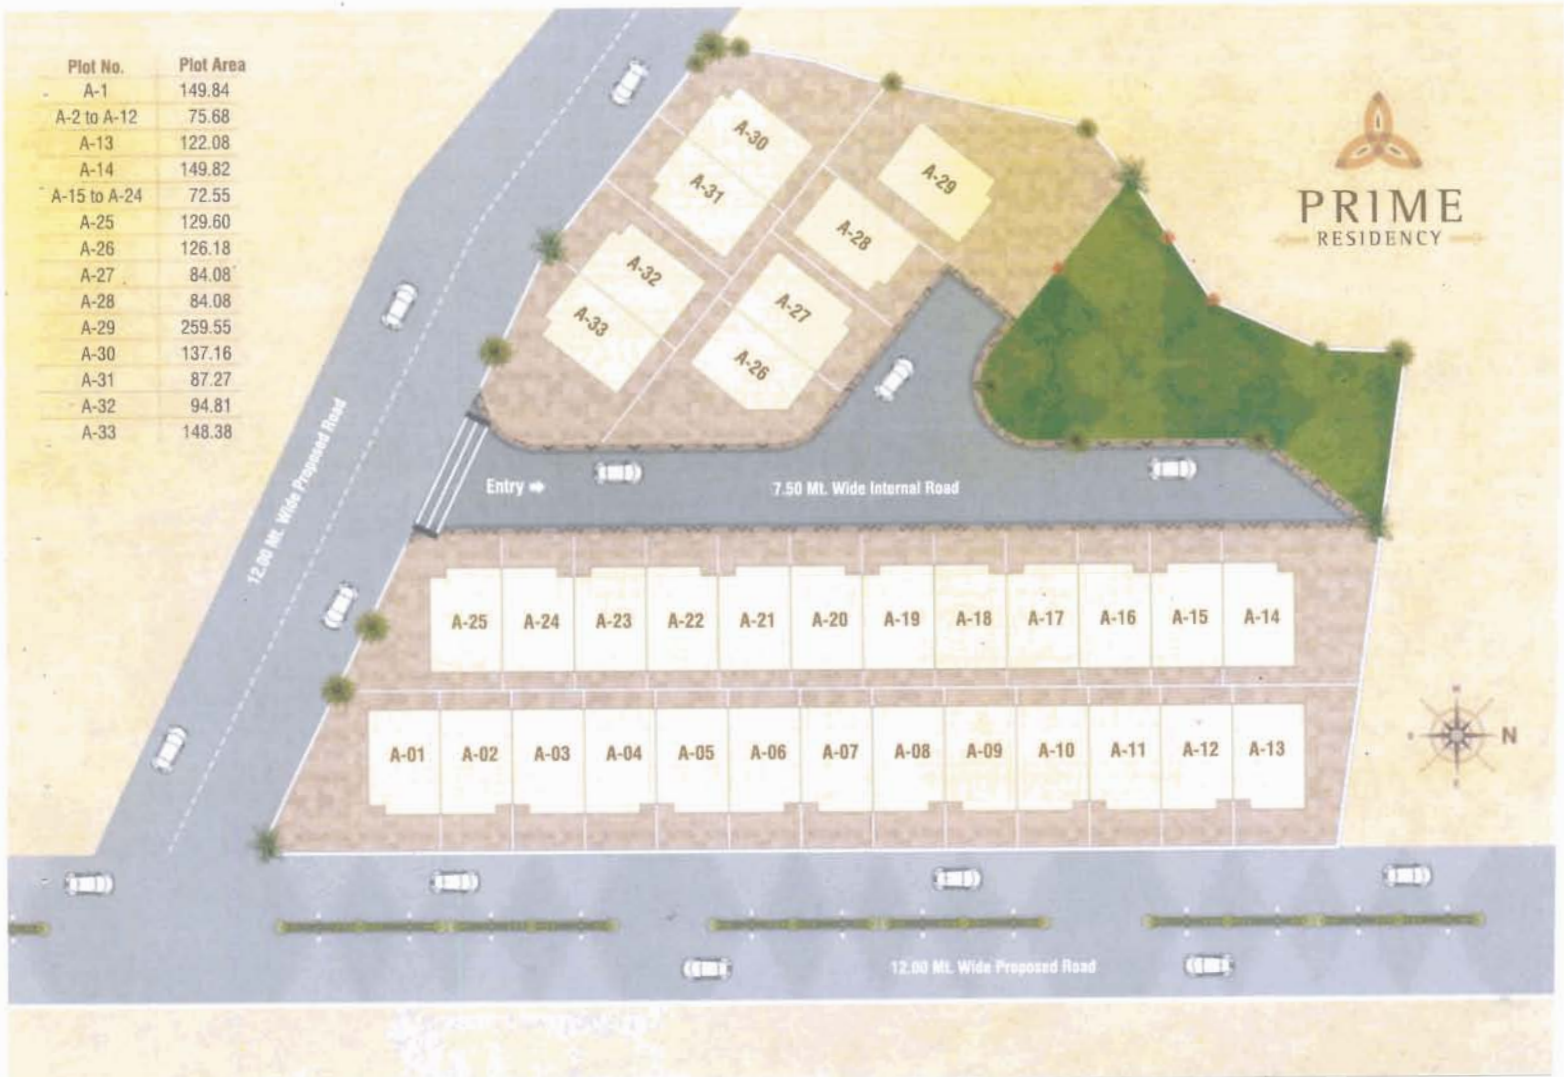 Plot No. Plot Area
A-1 149.84
A-2 to A-12 75.68
A-13 122.08
A-14 149.82
A-15 to A-24 72.55
A-25 129.60
A-26 126.18
A-27 84.08
A-28 84.08
A-29 259.55
A-30 137.16
A-31 87.27
A-32 94.81
A-33 148.38
PR1ME
RESIDENCY
A-30
A-31
A-29
A-28
A-32
A-33
A-27
A-26
12.00 Mt. Wide Proposed Road
Entry
7.50 Mt. Wide Internal Road
A-25 A-24 A-23 A-22 A-21 A-20 A-19 A-18 A-17 A-16 A-15 A-14
N
A-01 A-02 A-03 A-04 A-05 A-06 A-07 A-08 A-09 A-10 A-11 A-12 A-13
12.00 Mt. Wide Proposed Road